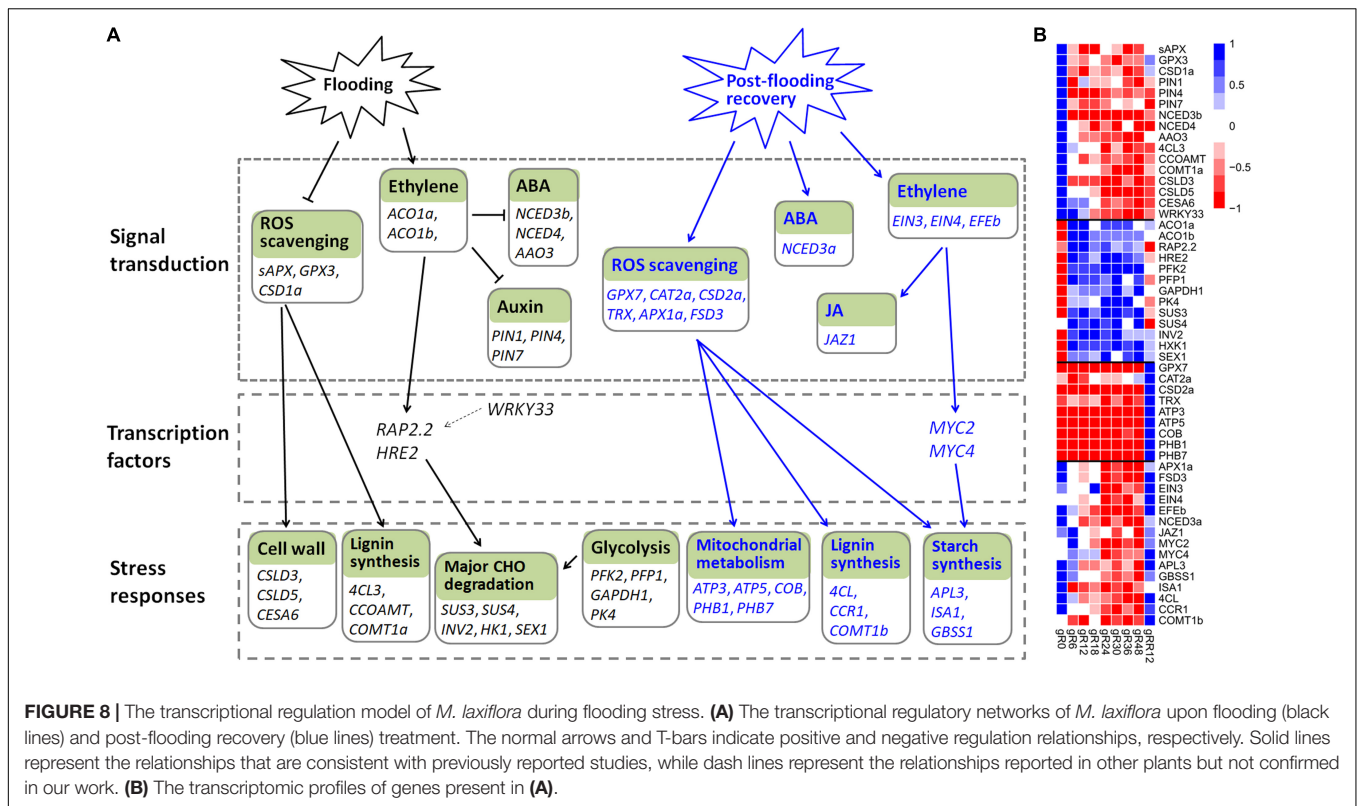 A
Flooding
Post-flooding
recovery
Signal
transduction
ROS
scavenging
sAPX, GPX3,
CSD1a
Ethylene
ACO1a,
ACO1b,
ABA
NCED3b,
NCED4,
AAO3
Auxin
PIN1, PIN4,
PIN7
ROS scavenging
GPX7, CAT2a, CSD2a,
TRX, APX1a, FSD3
ABA
NCED3a
Ethylene
EIN3, EIN4, EFEb
JA
JAZ1
Transcription
factors
RAP2.2
HRE2
WRKY33
MYC2
MYC4
Stress
responses
Cell wall
CSLD3,
CSLD5,
CESA6
Lignin
synthesis
4CL3,
CCOAMT,
COMT1a
Major CHO
degradation
SUS3, SUS4,
INV2, HK1, SEX1
Glycolysis
PFK2, PFP1,
GAPDH1,
PK4
Mitochondrial
metabolism
ATP3, ATP5, COB,
PHB1, PHB7
Lignin
synthesis
4CL,
CCR1,
COMT1b
Starch
synthesis
APL3,
ISA1,
GBSS1
B
sAPX
GPX3
CSD1a
PIN1
PIN4
PIN7
NCED3b
NCED4
AAO3
4CL3
CCOAMT
COMT1a
CSLD3
CSLD5
CESA6
WRKY33
ACO1a
ACO1b
RAP2.2
HRE2
PFK2
PFP1
GAPDH1
PK4
SUS3
SUS4
INV2
HXK1
SEX1
GPX7
CAT2a
CSD2a
TRX
ATP3
ATP5
COB
PHB1
PHB7
APX1a
FSD3
EIN3
EIN4
EFEb
NCED3a
JAZ1
MYC2
MYC4
APL3
GBSS1
ISA1
4CL
CCR1
COMT1b
gR0
gR6
gR12
gR18
gR24
gR30
gR36
gR48
gRR12
1
0.5
0
−0.5
−1
FIGURE 8 | The transcriptional regulation model of M. laxiflora during flooding stress. (A) The transcriptional regulatory networks of M. laxiflora upon flooding (black
lines) and post-flooding recovery (blue lines) treatment. The normal arrows and T-bars indicate positive and negative regulation relationships, respectively. Solid lines
represent the relationships that are consistent with previously reported studies, while dash lines represent the relationships reported in other plants but not confirmed
in our work. (B) The transcriptomic profiles of genes present in (A).